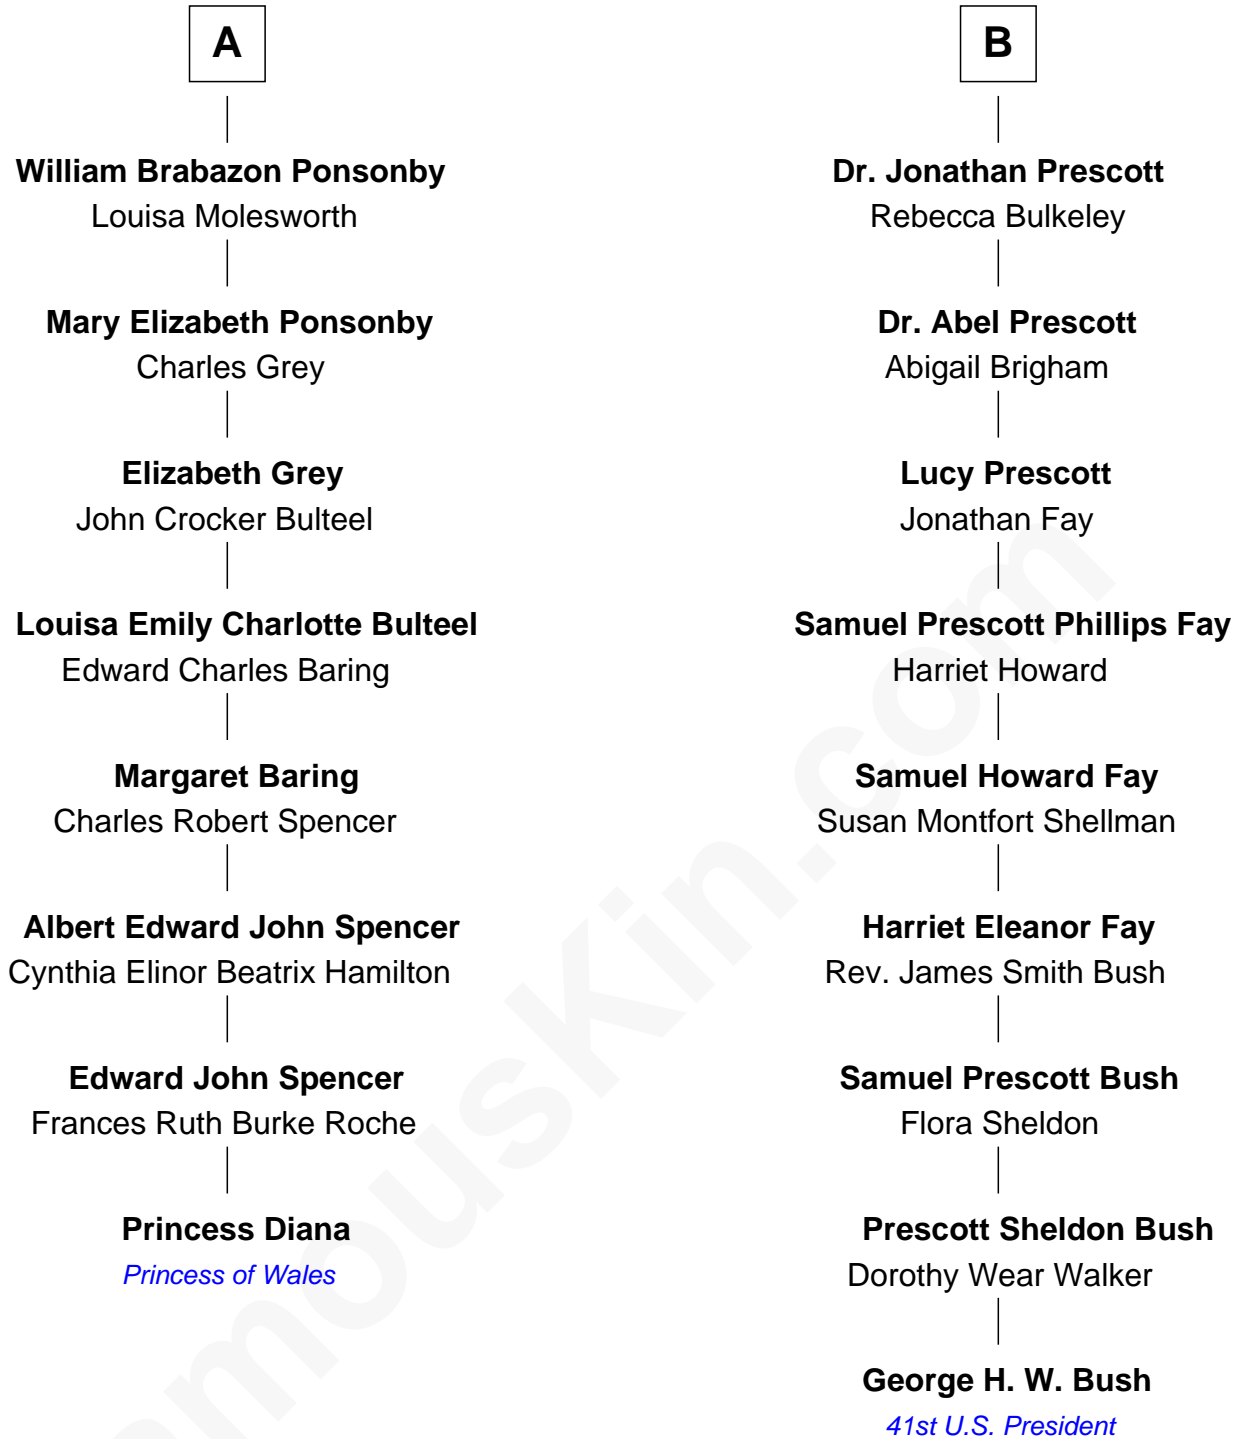 A
William Brabazon Ponsonby
Louisa Molesworth
Mary Elizabeth Ponsonby
Charles Grey
Elizabeth Grey
John Crocker Bulteel
Louisa Emily Charlotte Bulteel
Edward Charles Baring
Margaret Baring
Charles Robert Spencer
Albert Edward John Spencer
Cynthia Elinor Beatrix Hamilton
Edward John Spencer
Frances Ruth Burke Roche
Princess Diana
Princess of Wales
B
Dr. Jonathan Prescott
Rebecca Bulkeley
Dr. Abel Prescott
Abigail Brigham
Lucy Prescott
Jonathan Fay
Samuel Prescott Phillips Fay
Harriet Howard
Samuel Howard Fay
Susan Montfort Shellman
Harriet Eleanor Fay
Rev. James Smith Bush
Samuel Prescott Bush
Flora Sheldon
Prescott Sheldon Bush
Dorothy Wear Walker
George H. W. Bush
41st U.S. President
amouskin.com